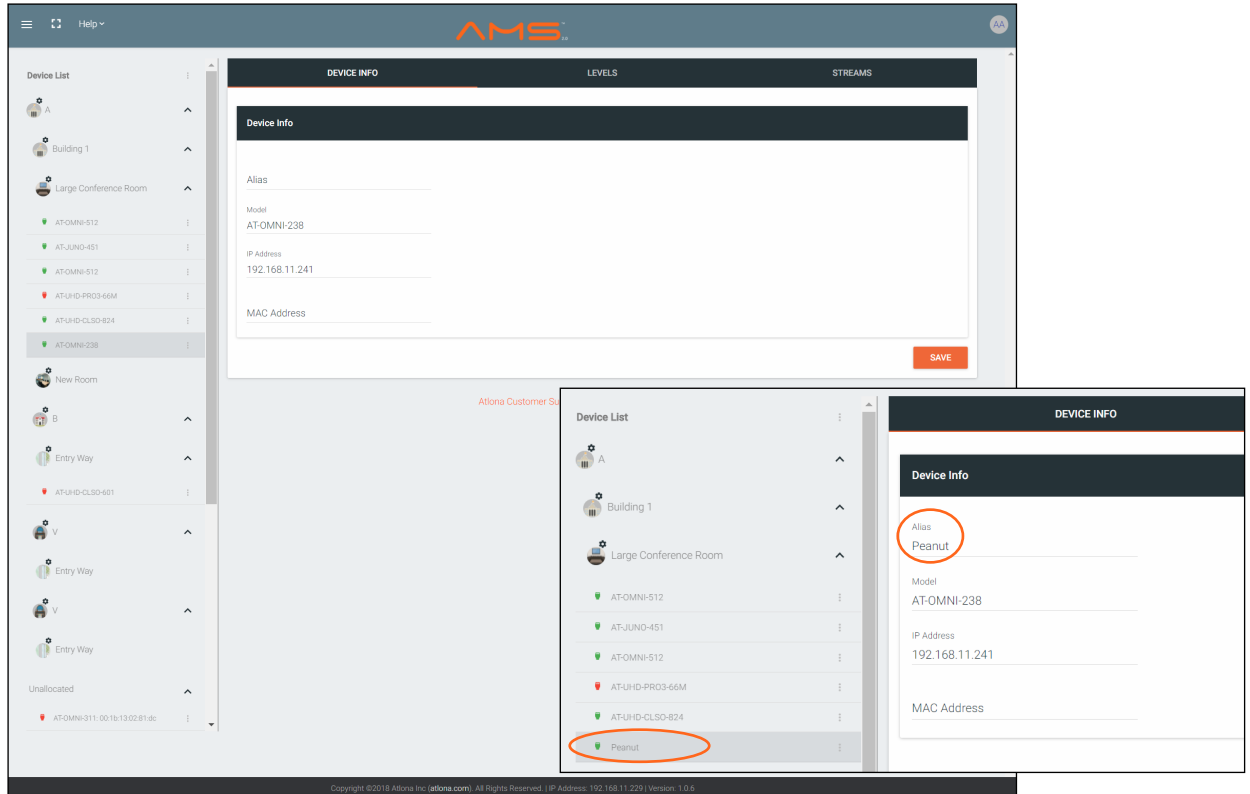 Help
AMS
AA
Device List
A
Building 1
Large Conference Room
AT-OMNI-512
AT-JUNO-451
AT-OMNI-512
AT-UHD-PRO3-66M
AT-UHD-CLSO-824
AT-OMNI-238
New Room
B
Entry Way
AT-UHD-CLSO-601
V
Entry Way
V
Entry Way
Unallocated
AT-OMNI-311: 00:1b:13:02:81:dc
DEVICE INFO LEVELS STREAMS
Device Info
Alias
Model
AT-OMNI-238
IP Address
192.168.11.241
MAC Address
SAVE
Atlona Customer Su
Device List
A
Building 1
Large Conference Room
AT-OMNI-512
AT-JUNO-451
AT-OMNI-512
AT-UHD-PRO3-66M
AT-UHD-CLSO-824
Peanut
DEVICE INFO
Device Info
Alias
Peanut
Model
AT-OMNI-238
IP Address
192.168.11.241
MAC Address
Copyright ©2018 Atlona Inc (atlona.com). All Rights Reserved. | IP Address: 192.168.11.229 | Version: 1.0.6